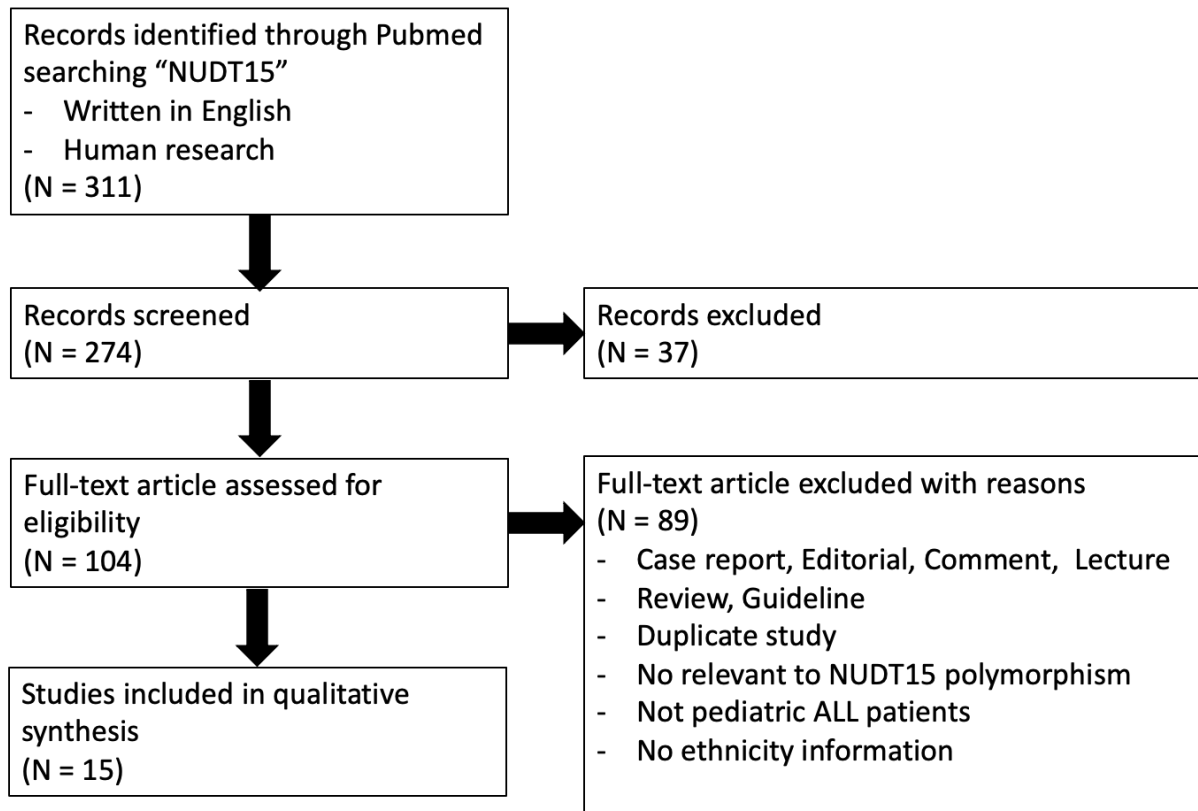 Records identified through Pubmed
searching “NUDT15”
- Written in English
- Human research
(N = 311)
Records screened
(N = 274)
Records excluded
(N = 37)
Full-text article assessed for
eligibility
(N = 104)
Full-text article excluded with reasons
(N = 89)
- Case report, Editorial, Comment, Lecture
- Review, Guideline
- Duplicate study
- No relevant to NUDT15 polymorphism
- Not pediatric ALL patients
- No ethnicity information
Studies included in qualitative
synthesis
(N = 15)